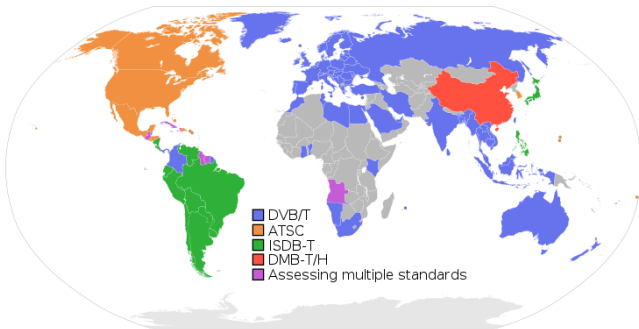 DVB/T
ATSC
ISDB-T
DMB-T/H
Assessing multiple standards